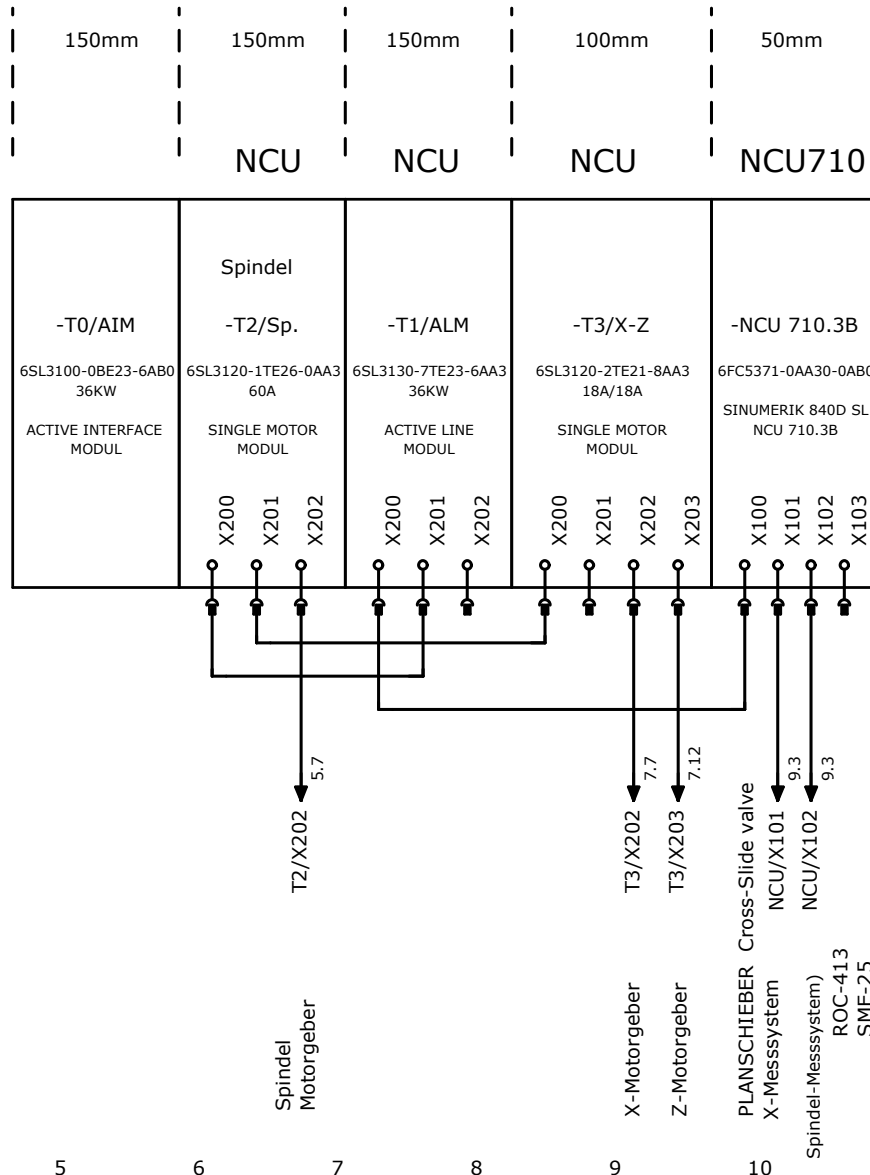 150mm
150mm
150mm
100mm
50mm
NCU
NCU
NCU
NCU710
Spindel
-T0/AIM
-T2/Sp.
-T1/ALM
-T3/X-Z
-NCU 710.3B
6SL3100-0BE23-6AB0
36KW
6SL3120-1TE26-0AA3
60A
6SL3130-7TE23-6AA3
36KW
6SL3120-2TE21-8AA3
18A/18A
6FC5371-0AA30-0AB0
ACTIVE INTERFACE
MODUL
SINGLE MOTOR
MODUL
ACTIVE LINE
MODUL
SINGLE MOTOR
MODUL
SINUMERIK 840D SL
NCU 710.3B
X200
X201
X202
X200
X201
X202
X200
X201
X202
X203
X100
X101
X102
X103
5.7
7.7
7.12
9.3
9.3
T2/X202
T3/X202
T3/X203
NCU/X101
NCU/X102
Spindel
Motorgeber
X-Motorgeber
Z-Motorgeber
PLANSCHIEBER Cross-Slide valve
X-Messsystem
Spindel-Messsystem)
ROC-413
5
6
7
8
9
10